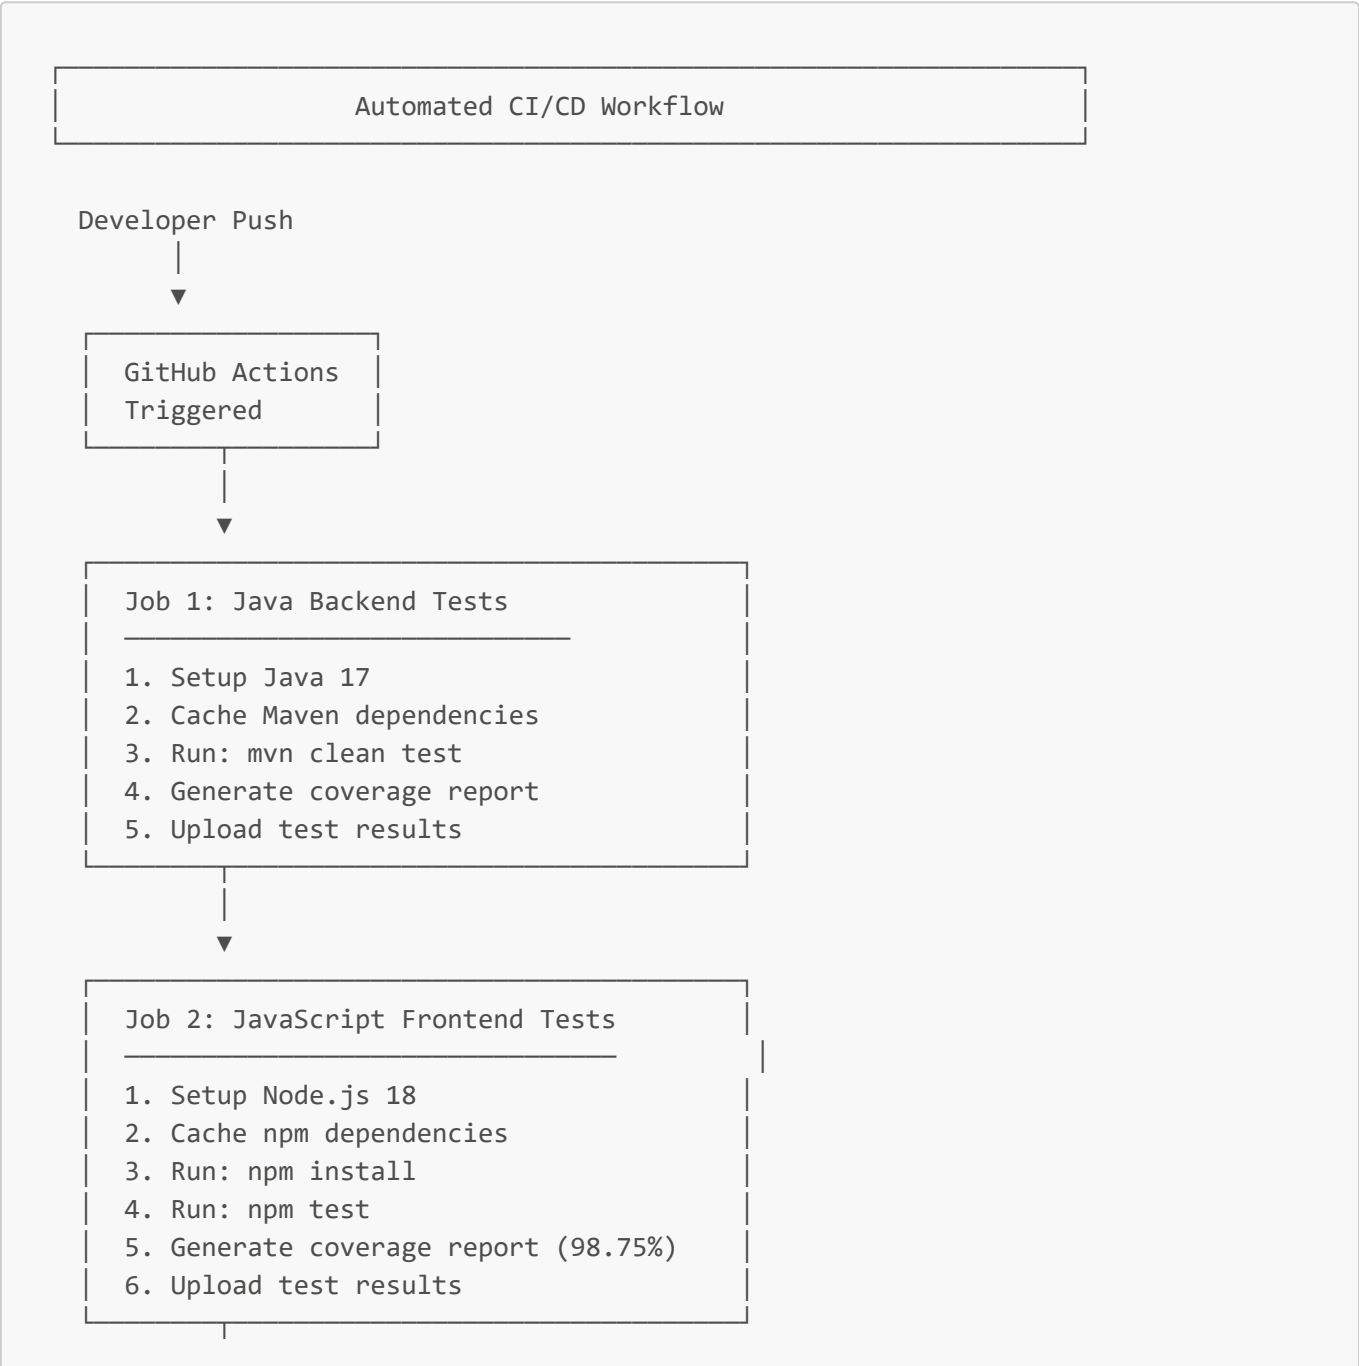 Automated CI/CD Workflow
Developer Push
GitHub Actions
Triggered
Job 1: Java Backend Tests
1. Setup Java 17
2. Cache Maven dependencies
3. Run: mvn clean test
4. Generate coverage report
5. Upload test results
Job 2: JavaScript Frontend Tests
1. Setup Node.js 18
2. Cache npm dependencies
3. Run: npm install
4. Run: npm test
5. Generate coverage report (98.75%)
6. Upload test results